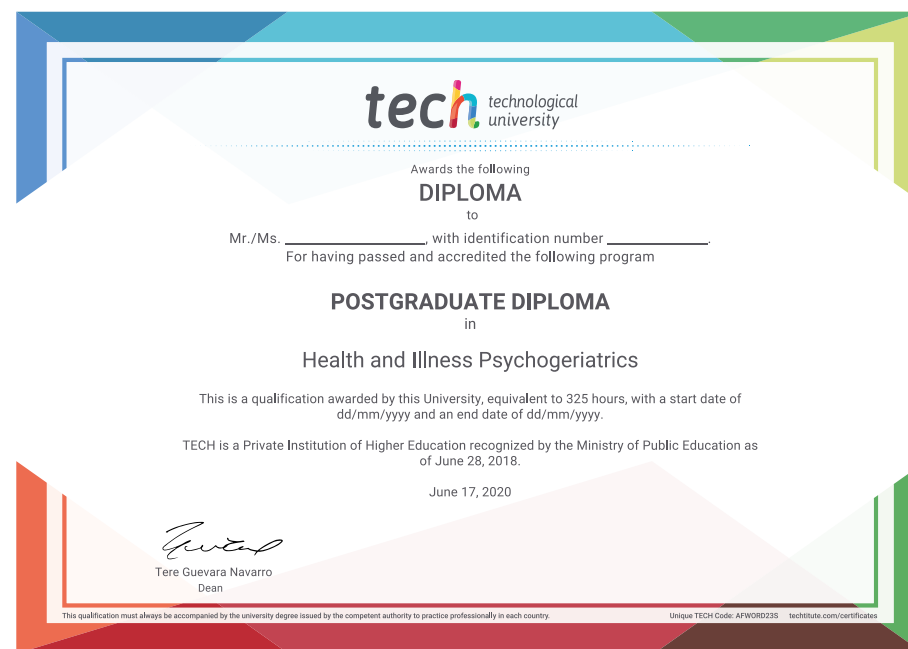 tech technological
university
Awards the following
DIPLOMA
to
Mr./Ms. ____________________, with identification number ______________.
For having passed and accredited the following program
POSTGRADUATE DIPLOMA
in
Health and Illness Psychogeriatrics
This is a qualification awarded by this University, equivalent to 325 hours, with a start date of
dd/mm/yyyy and an end date of dd/mm/yyyy.
TECH is a Private Institution of Higher Education recognized by the Ministry of Public Education as
of June 28, 2018.
June 17, 2020
Tere Guevara Navarro
Dean
This qualification must always be accompanied by the university degree issued by the competent authority to practice professionally in each country.
Unique TECH Code: AFWORD23S techtitute.com/certificates